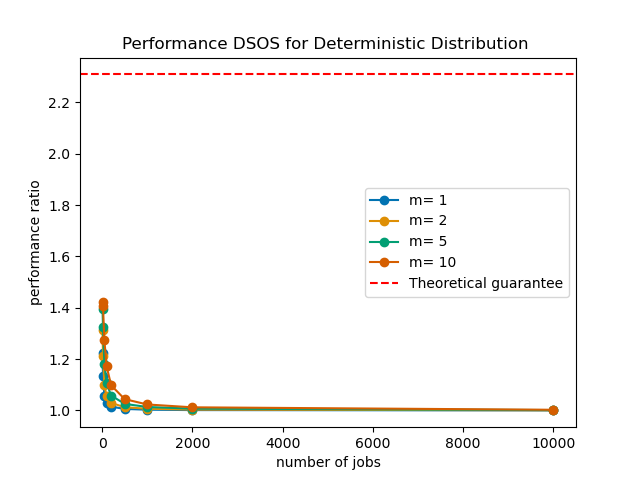 Performance DSOS for Deterministic Distribution
performance ratio
2.2
2.0
1.8
1.6
1.4
1.2
1.0
m= 1
m= 2
m= 5
m= 10
Theoretical guarantee
0 2000 4000 6000 8000 10000
number of jobs